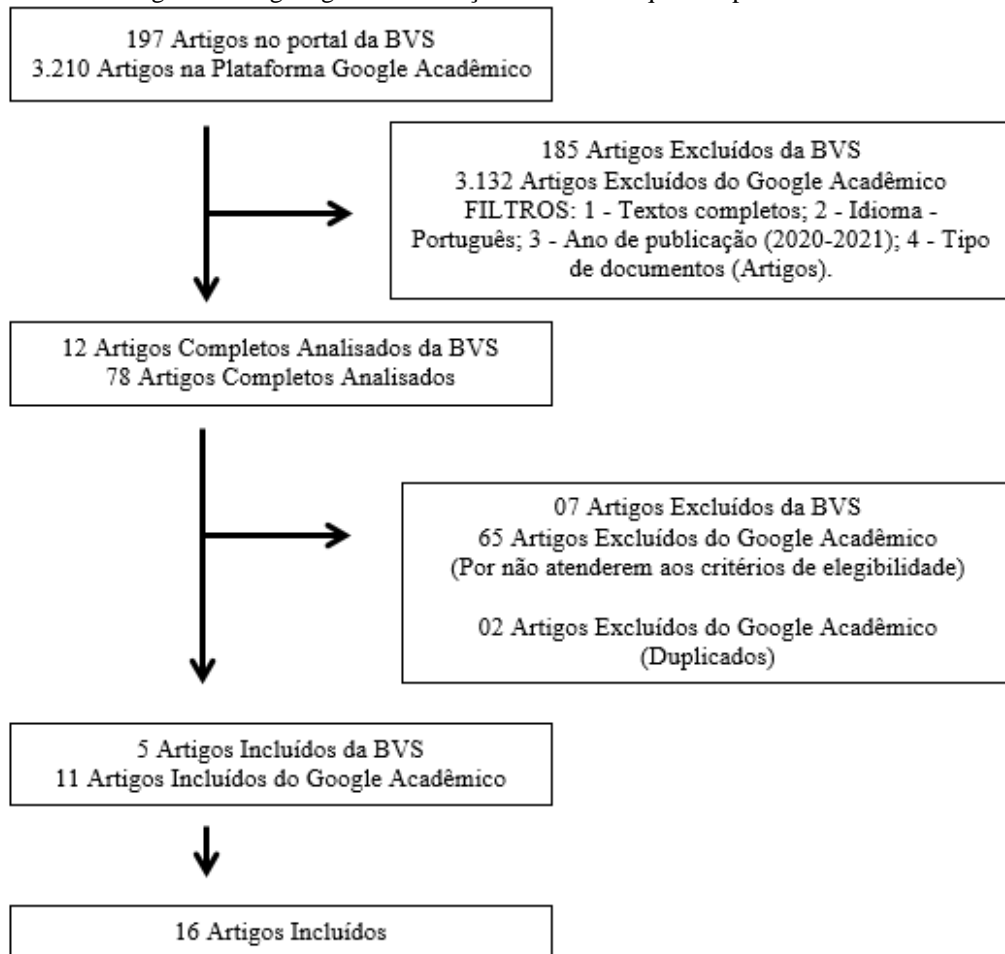 197 Artigos no portal da BVS
3.210 Artigos na Plataforma Google Acadêmico
185 Artigos Excluídos da BVS
3.132 Artigos Excluídos do Google Acadêmico
FILTROS: 1 - Textos completos; 2 - Idioma -
Português; 3 - Ano de publicação (2020-2021); 4 - Tipo
de documentos (Artigos).
12 Artigos Completos Analisados da BVS
78 Artigos Completos Analisados
07 Artigos Excluídos da BVS
65 Artigos Excluídos do Google Acadêmico
(Por não atenderem aos critérios de elegibilidade)
02 Artigos Excluídos do Google Acadêmico
(Duplicados)
5 Artigos Incluídos da BVS
11 Artigos Incluídos do Google Acadêmico
16 Artigos Incluídos